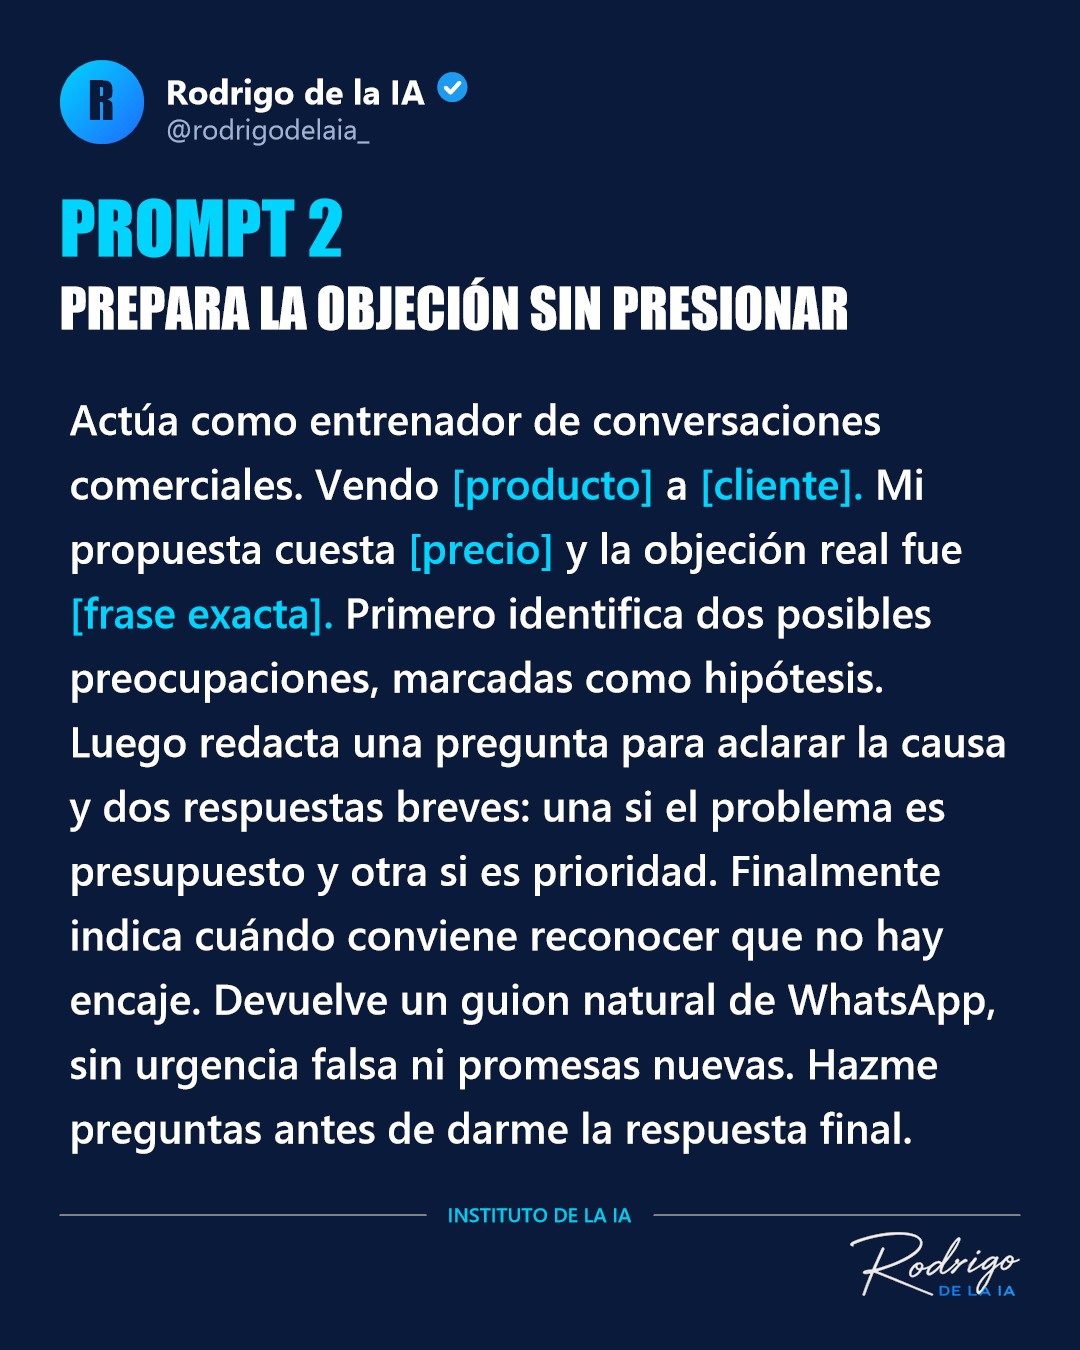 R
Rodrigo de la IA
@rodrigodelaia_
PROMPT 2
PREPARA LA OBJECIÓN SIN PRESIONAR
Actúa como entrenador de conversaciones
comerciales. Vendo [producto] a [cliente]. Mi
propuesta cuesta [precio] y la objeción real fue
[frase exacta]. Primero identifica dos posibles
preocupaciones, marcadas como hipótesis.
Luego redacta una pregunta para aclarar la causa
y dos respuestas breves: una si el problema es
presupuesto y otra si es prioridad. Finalmente
indica cuándo conviene reconocer que no hay
encaje. Devuelve un guion natural de WhatsApp,
sin urgencia falsa ni promesas nuevas. Hazme
preguntas antes de darme la respuesta final.
INSTITUTO DE LA IA
Rodrigo
DE LA IA